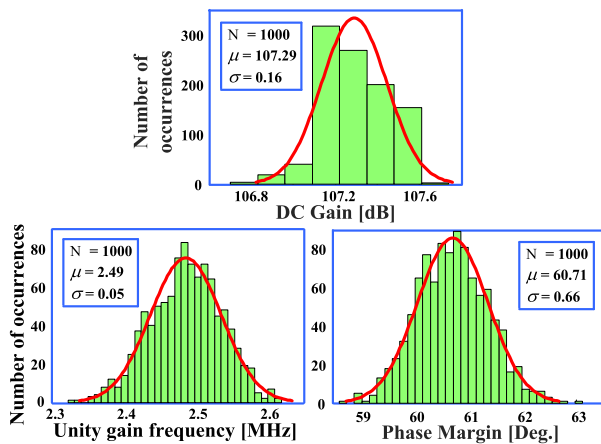 Number of
occurrences
300
200
100
0
N = 1000
μ = 107.29
σ = 0.16
106.8
107.2
107.6
DC Gain [dB]
Number of occurrences
80
60
40
20
0
N = 1000
μ = 2.49
σ = 0.05
2.3
2.4
2.5
2.6
Unity gain frequency [MHz]
80
60
40
20
0
N = 1000
μ = 60.71
σ = 0.66
59
60
61
62
63
Phase Margin [Deg.]